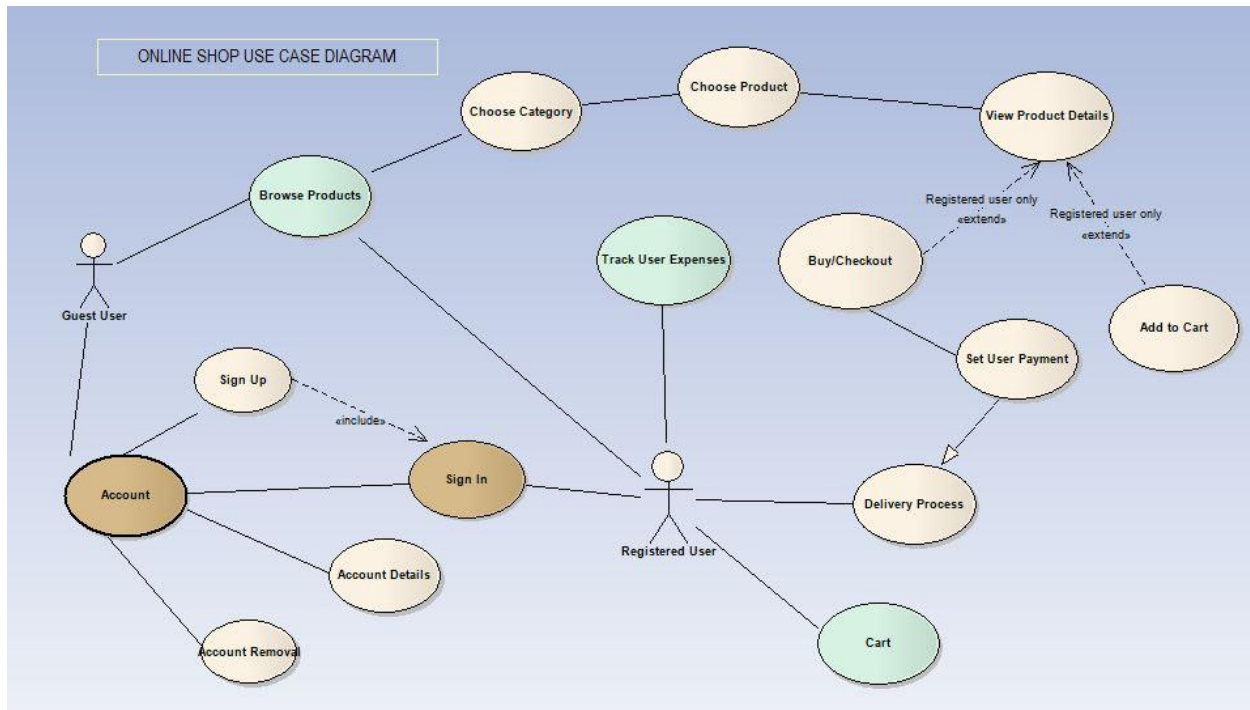 ONLINE SHOP USE CASE DIAGRAM
Choose Product
Choose Category
View Product Details
Browse Products
Registered user only
«extend»
Registered user only
«extend»
Track User Expenses
Buy/Checkout
Guest User
Add to Cart
Set User Payment
Sign Up
«include»
Sign In
Account
Delivery Process
Registered User
Account Details
Cart
Account Removal